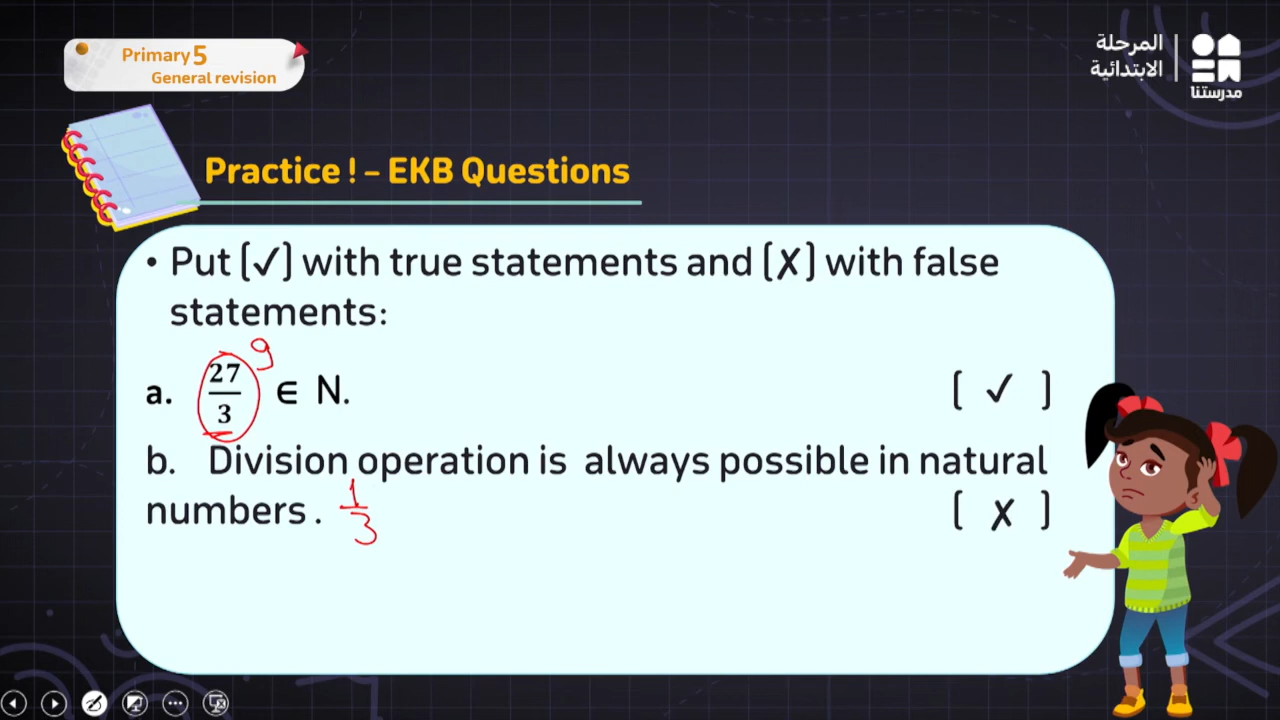 Primary 5
General revision
المرحلة
الابتدائية
مدرستنا
Practice ! – EKB Questions
• Put [✓] with true statements and [✗] with false
statements:
9
a. 27/3 ∈ N. [ ✓ ]
b. Division operation is always possible in natural
numbers . 1/3 [ ✗ ]